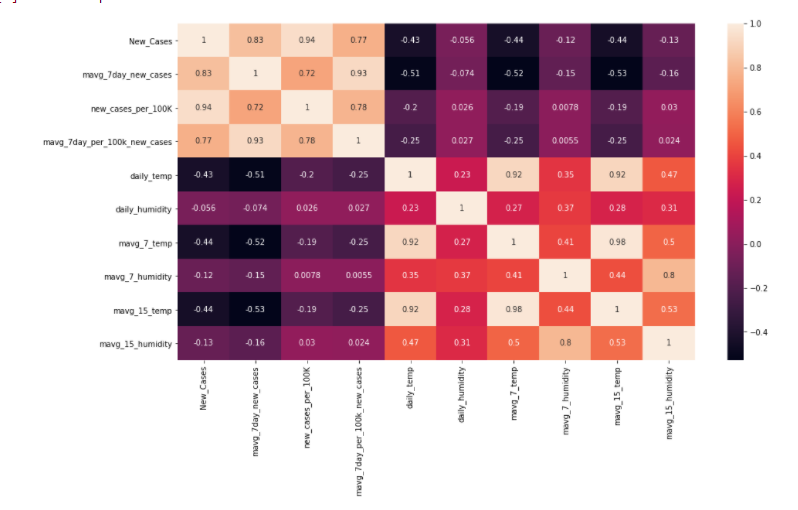 New_Cases 1 0.83 0.94 0.77 -0.43 -0.056 -0.44 -0.12 -0.44 -0.13
mavg_7day_new_cases 0.83 1 0.72 0.93 -0.51 -0.074 -0.52 -0.15 -0.53 -0.16
new_cases_per_100K 0.94 0.72 1 0.78 -0.2 0.026 -0.19 0.0078 -0.19 0.03
mavg_7day_per_100k_new_cases 0.77 0.93 0.78 1 -0.25 0.027 -0.25 0.0055 -0.25 0.024
daily_temp -0.43 -0.51 -0.2 -0.25 1 0.23 0.92 0.35 0.92 0.47
daily_humidity -0.056 -0.074 0.026 0.027 0.23 1 0.27 0.37 0.28 0.31
mavg_7_temp -0.44 -0.52 -0.19 -0.25 0.92 0.27 1 0.41 0.98 0.5
mavg_7_humidity -0.12 -0.15 0.0078 0.0055 0.35 0.37 0.41 1 0.44 0.8
mavg_15_temp -0.44 -0.53 -0.19 -0.25 0.92 0.28 0.98 0.44 1 0.53
mavg_15_humidity -0.13 -0.16 0.03 0.024 0.47 0.31 0.5 0.8 0.53 1
New_Cases
mavg_7day_new_cases
new_cases_per_100K
mavg_7day_per_100k_new_cases
daily_temp
daily_humidity
mavg_7_temp
mavg_7_humidity
mavg_15_temp
mavg_15_humidity
1.0
0.8
0.6
0.4
0.2
0.0
−0.2
−0.4